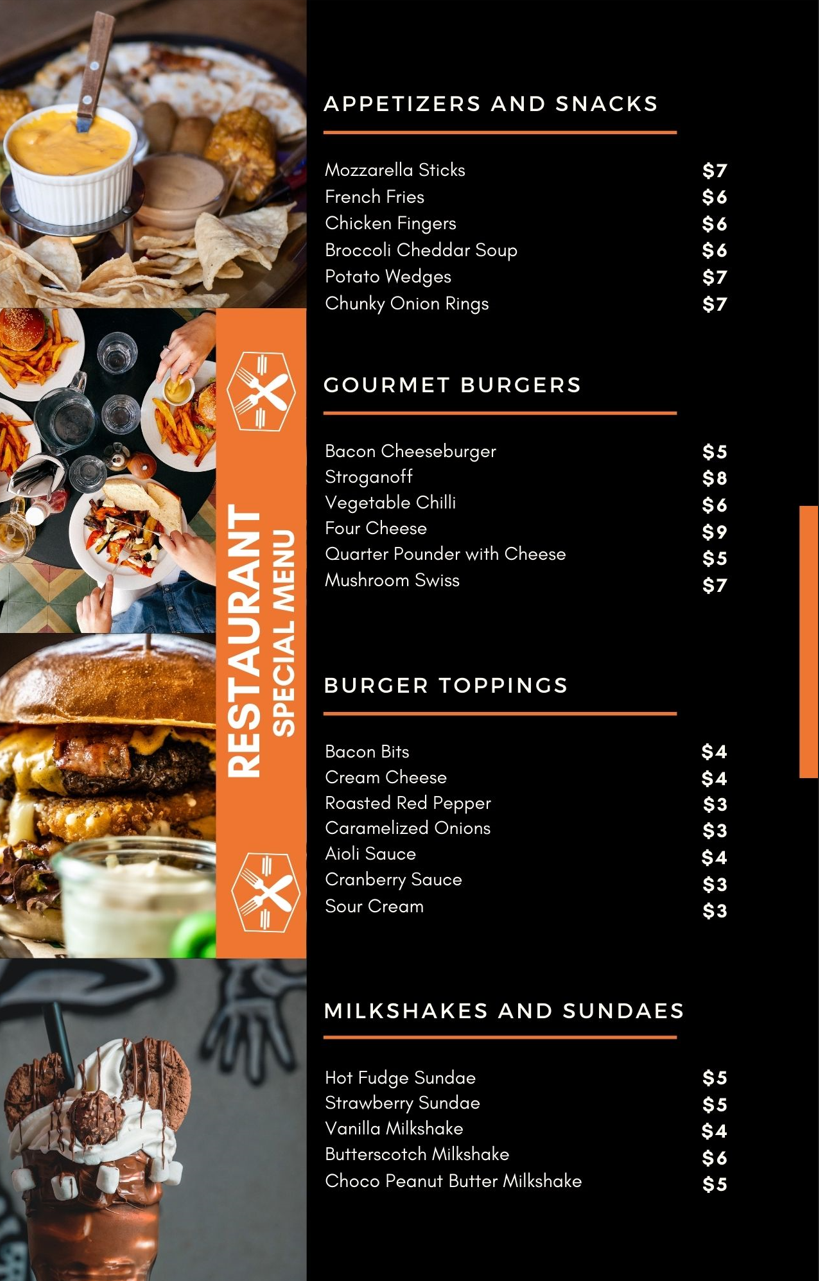 APPETIZERS AND SNACKS
Mozzarella Sticks $7
French Fries $6
Chicken Fingers $6
Broccoli Cheddar Soup $6
Potato Wedges $7
Chunky Onion Rings $7
GOURMET BURGERS
Bacon Cheeseburger $5
Stroganoff $8
Vegetable Chilli $6
Four Cheese $9
Quarter Pounder with Cheese $5
Mushroom Swiss $7
RESTAURANT
SPECIAL MENU
BURGER TOPPINGS
Bacon Bits $4
Cream Cheese $4
Roasted Red Pepper $3
Caramelized Onions $3
Aioli Sauce $4
Cranberry Sauce $3
Sour Cream $3
MILKSHAKES AND SUNDAES
Hot Fudge Sundae $5
Strawberry Sundae $5
Vanilla Milkshake $4
Butterscotch Milkshake $6
Choco Peanut Butter Milkshake $5